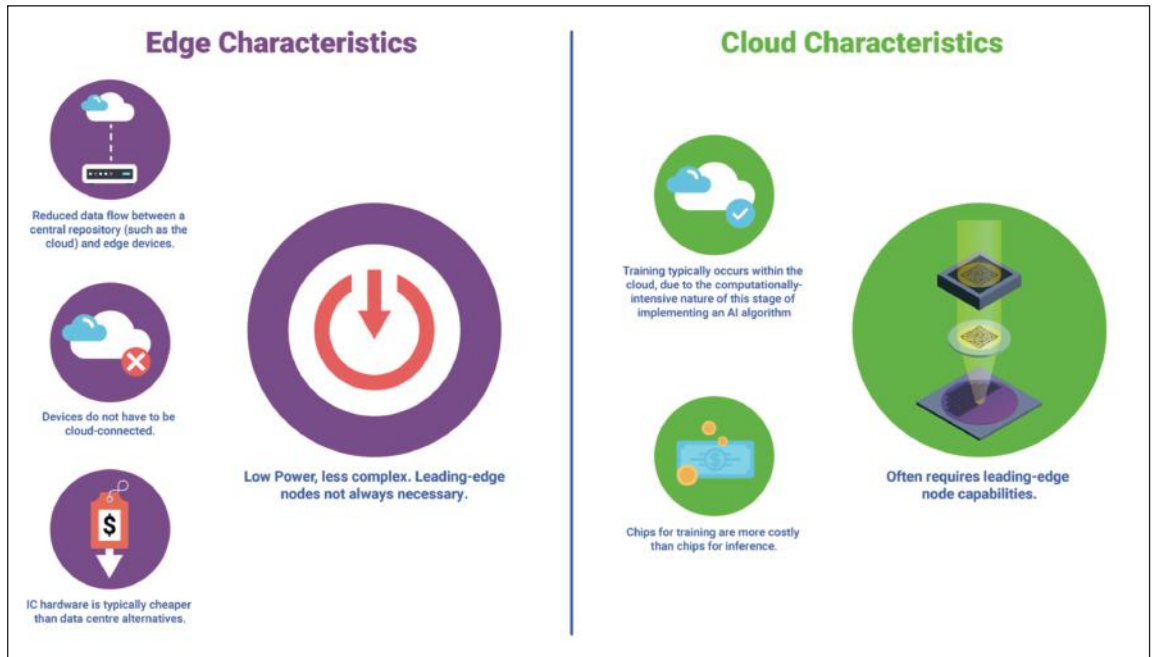 Edge Characteristics
Reduced data flow between a
central repository (such as the
cloud) and edge devices.
Devices do not have to be
cloud-connected.
$
IC hardware is typically cheaper
than data centre alternatives.
Low Power, less complex. Leading-edge
nodes not always necessary.
Cloud Characteristics
Training typically occurs within the
cloud, due to the computationally-
intensive nature of this stage of
implementing an AI algorithm
$
Chips for training are more costly
than chips for inference.
Often requires leading-edge
node capabilities.